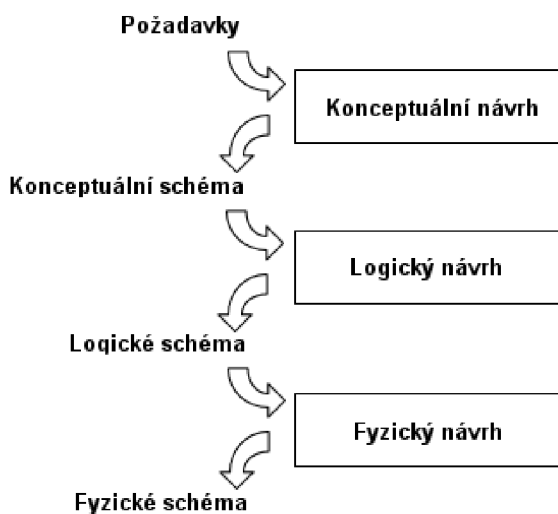 Požadavky
Konceptuální návrh
Konceptuální schéma
Logický návrh
Logické schéma
Fyzický návrh
Fyzické schéma